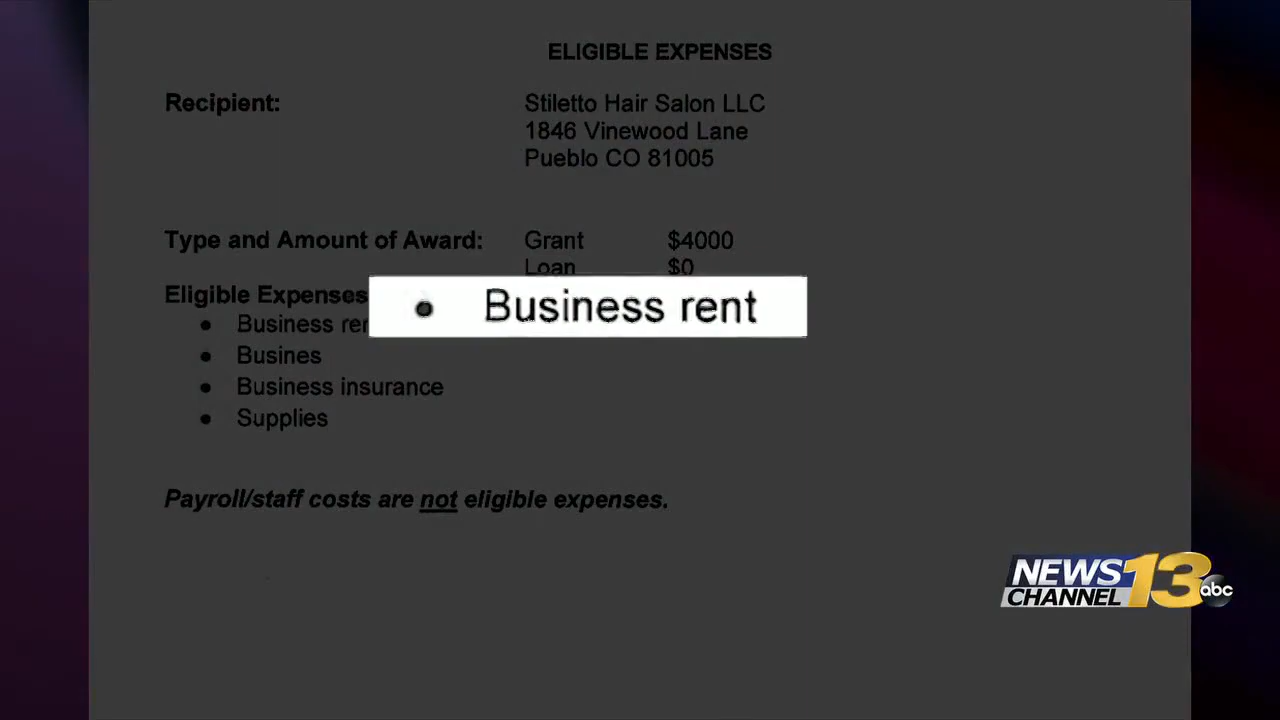 ELIGIBLE EXPENSES
Recipient: Stiletto Hair Salon LLC
1846 Vinewood Lane
Pueblo CO 81005
Type and Amount of Award: Grant $4000
Loan $0
Eligible Expenses
• Business rent
• Business
• Busines
• Business insurance
• Supplies
Payroll/staff costs are not eligible expenses.
NEWS 13 abc
CHANNEL